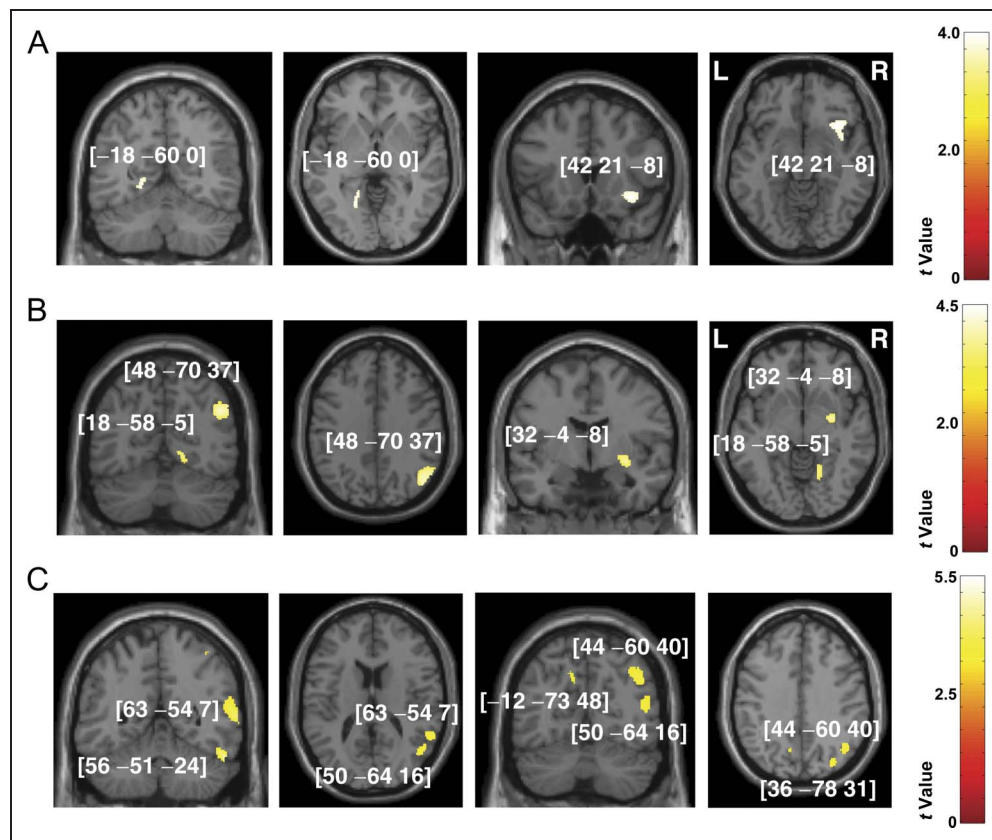 A
[−18 −60 0]
[−18 −60 0]
[42 21 −8]
L R
[42 21 −8]
4.0
2.0
0
t Value
B
[48 −70 37]
[18 −58 −5]
[48 −70 37]
[32 −4 −8]
L R
[32 −4 −8]
[18 −58 −5]
4.5
2.0
0
t Value
C
[63 −54 7]
[56 −51 −24]
[63 −54 7]
[50 −64 16]
[44 −60 40]
[−12 −73 48]
[50 −64 16]
[44 −60 40]
[36 −78 31]
5.5
2.5
0
t Value